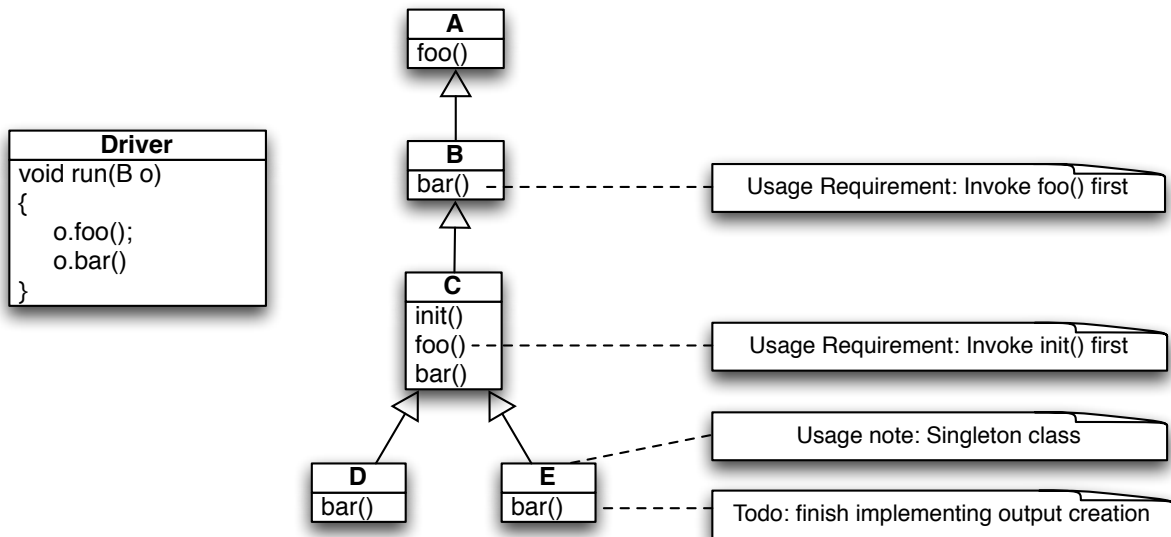 A
foo()
Driver
void run(B o)
{
o.foo();
o.bar()
}
B
bar()
Usage Requirement: Invoke foo() first
C
init()
foo()
bar()
Usage Requirement: Invoke init() first
Usage note: Singleton class
D
bar()
E
bar()
Todo: finish implementing output creation